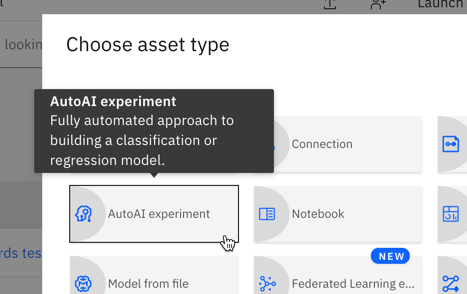 Launch
Choose asset type
lookin
AutoAI experiment
Fully automated approach to
building a classification or
regression model.
Connection
AutoAI experiment
Notebook
rds tes
NEW
Model from file
Federated Learning e...